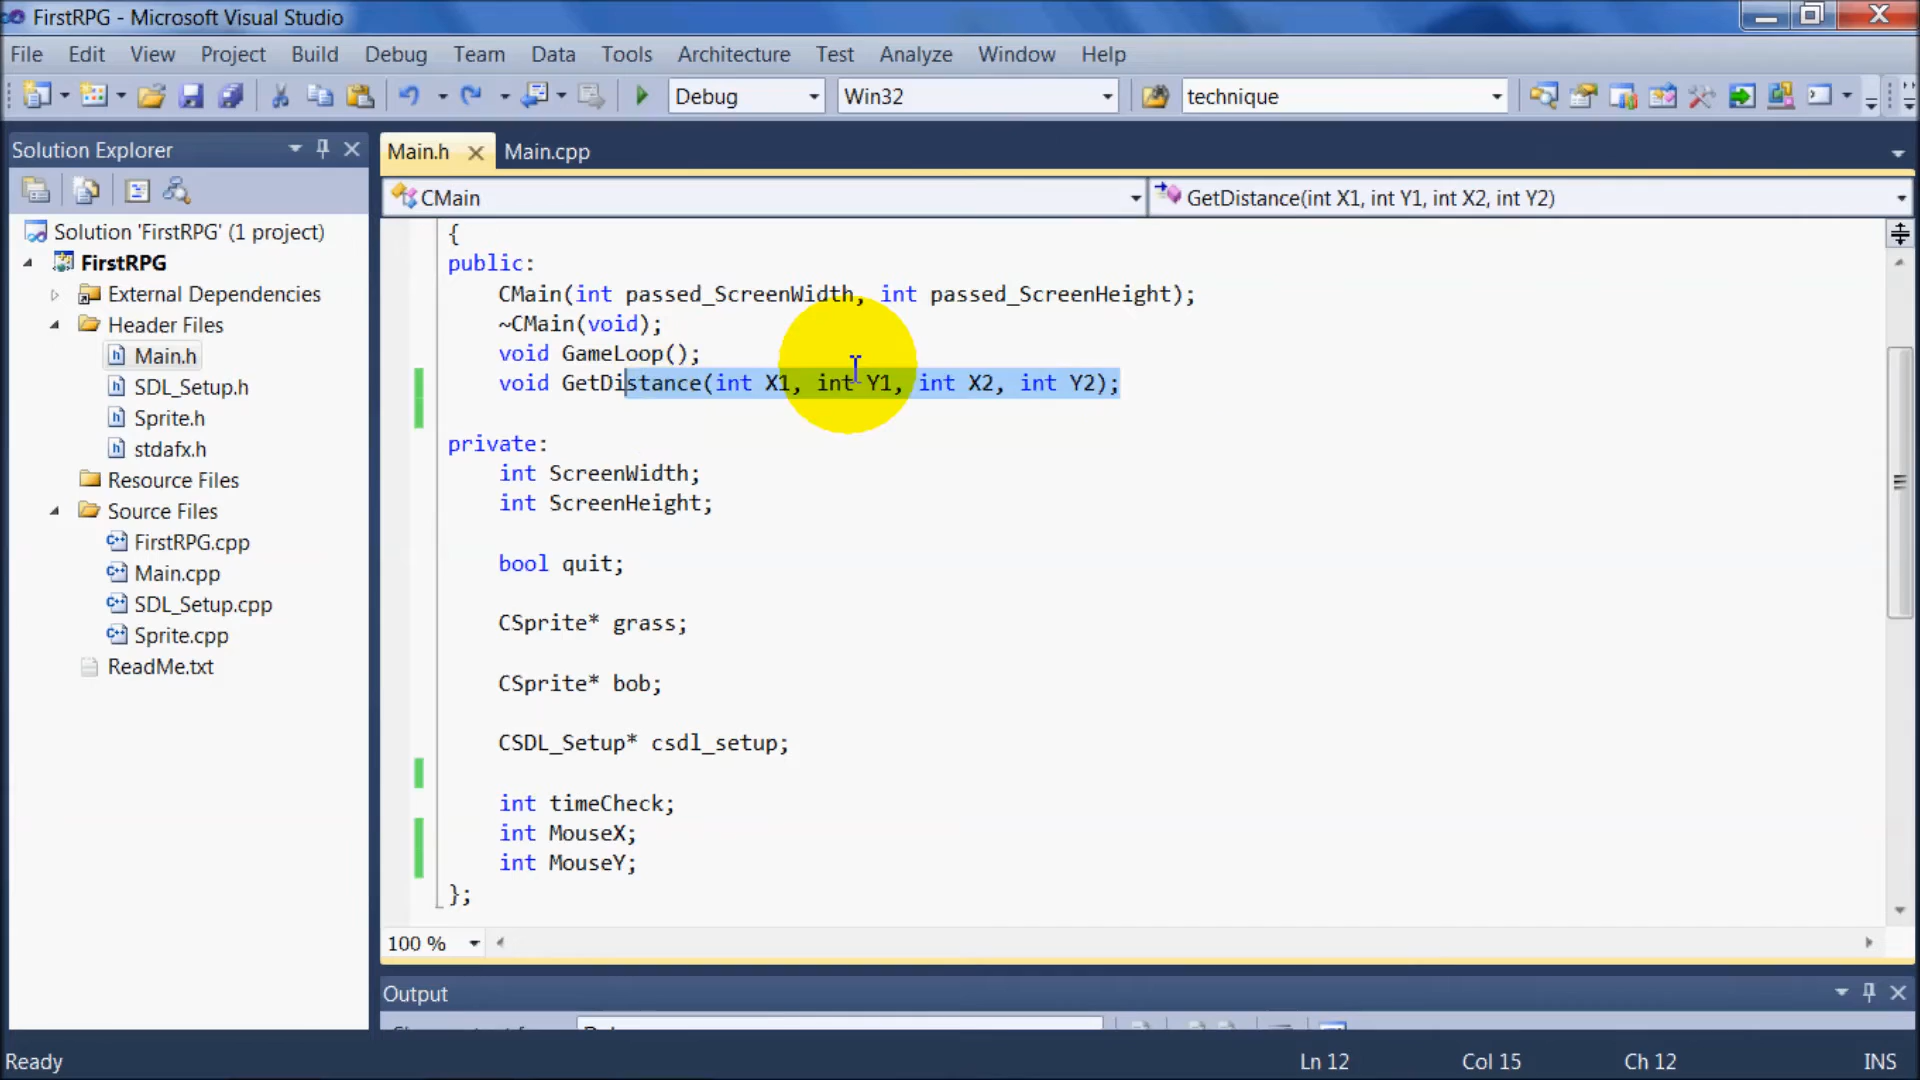 FirstRPG - Microsoft Visual Studio
File Edit View Project Build Debug Team Data Tools Architecture Test Analyze Window Help
Debug Win32 technique
Solution Explorer
Main.h Main.cpp
CMain GetDistance(int X1, int Y1, int X2, int Y2)
Solution 'FirstRPG' (1 project)
FirstRPG
External Dependencies
Header Files
Main.h
SDL_Setup.h
Sprite.h
stdafx.h
Resource Files
Source Files
FirstRPG.cpp
Main.cpp
SDL_Setup.cpp
Sprite.cpp
ReadMe.txt
{
public:
CMain(int passed_ScreenWidth, int passed_ScreenHeight);
~CMain(void);
void GameLoop();
void GetDistance(int X1, int Y1, int X2, int Y2);
private:
int ScreenWidth;
int ScreenHeight;
bool quit;
CSprite* grass;
CSprite* bob;
CSDL_Setup* csdl_setup;
int timeCheck;
int MouseX;
int MouseY;
};
100 %
Output
Ready Ln 12 Col 15 Ch 12 INS